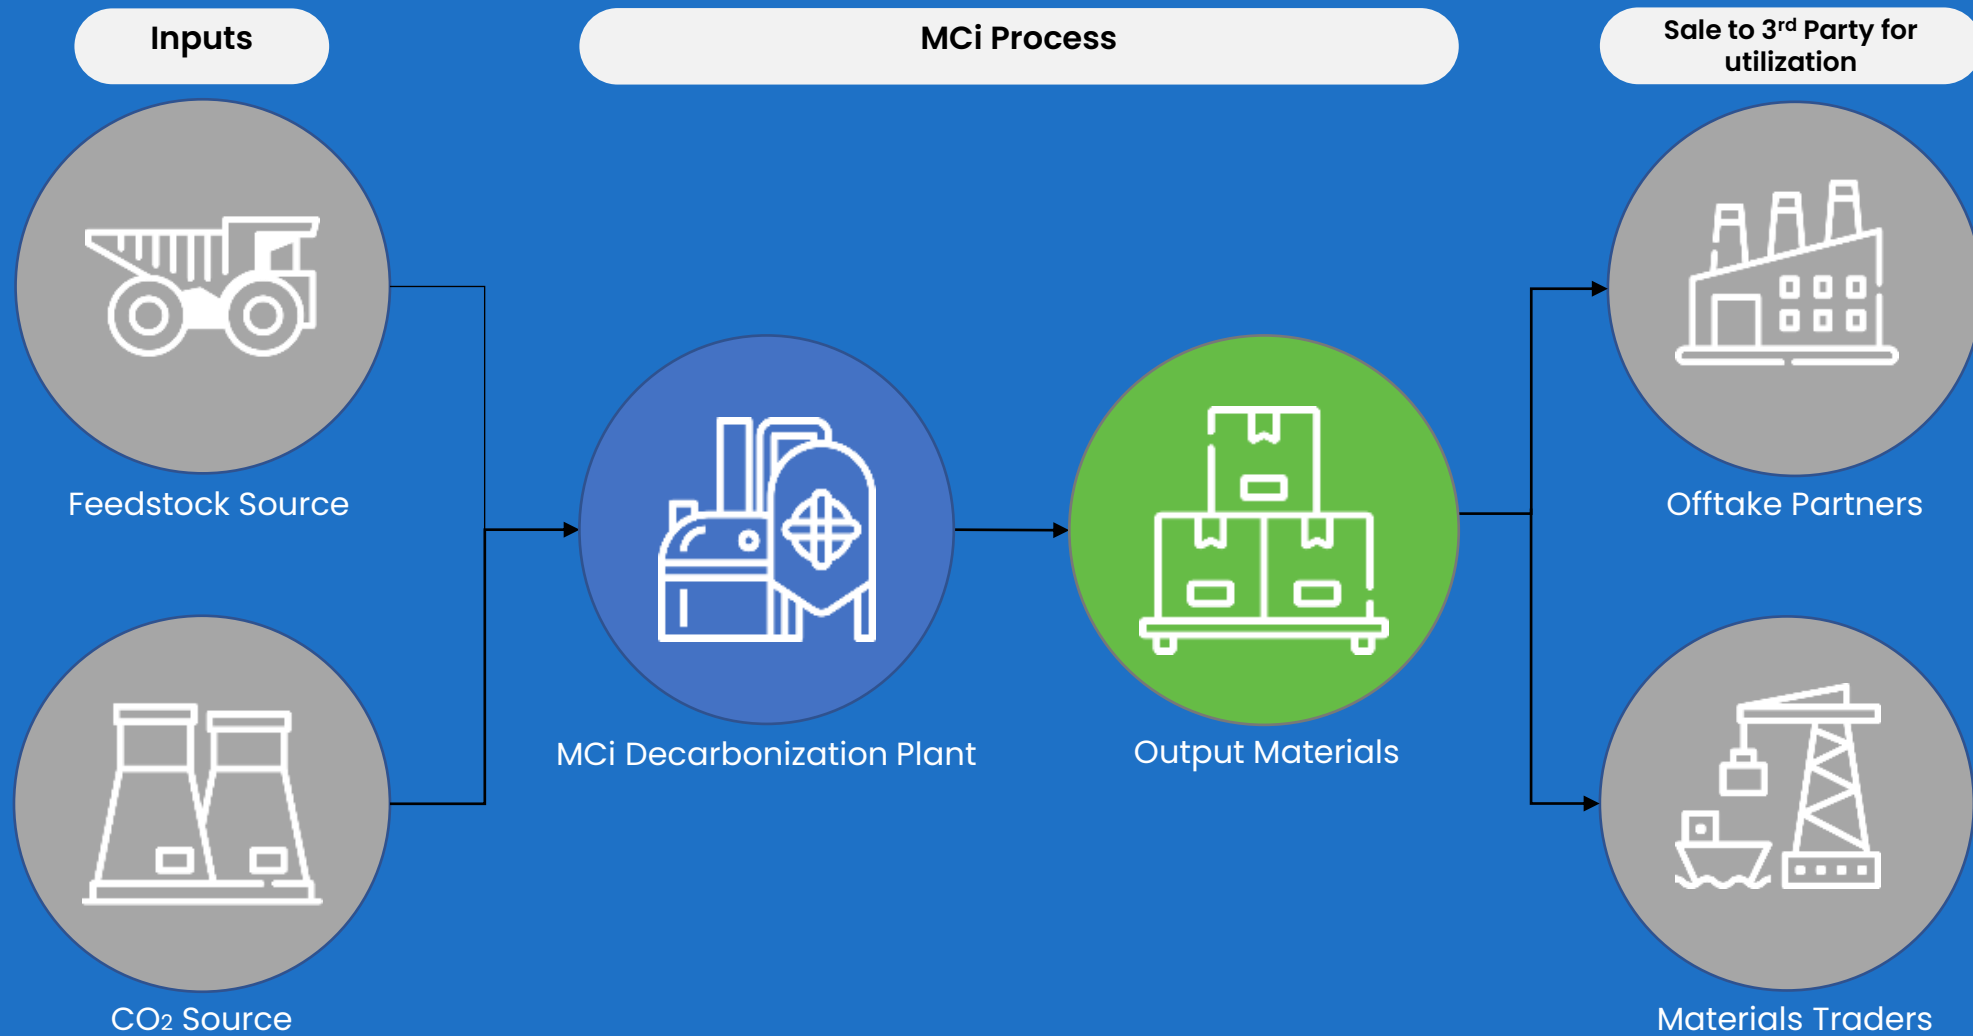 Inputs
MCi Process
Sale to 3rd Party for
utilization
Feedstock Source
CO2 Source
MCi Decarbonization Plant
Output Materials
Offtake Partners
Materials Traders